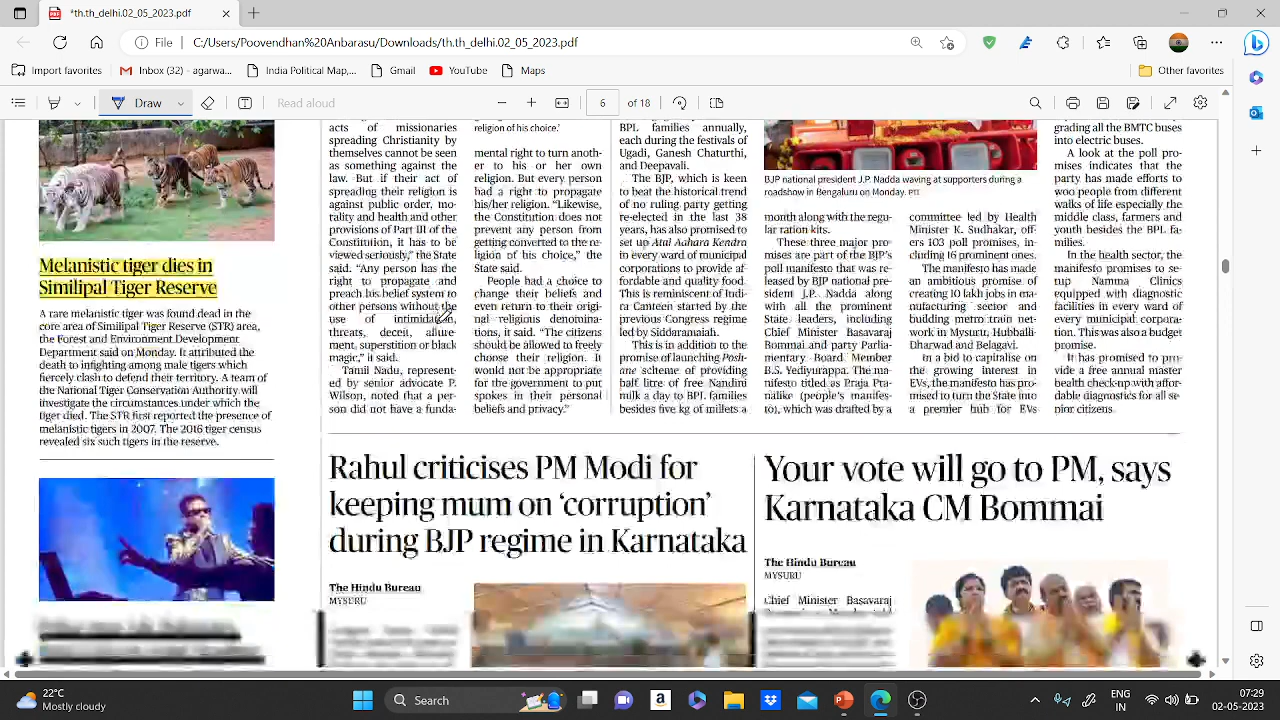 *th.th_delhi.02_05_2023.pdf
File
C:/Users/Poovendhan%20Anbarasu/Downloads/th.th_delhi.02_05_2023.pdf
Import favorites
Inbox (32) - agarwa...
India Political Map,...
Gmail
YouTube
Maps
Other favorites
Draw
Read aloud
6
of 18
Melanistic tiger dies in
Similipal Tiger Reserve
A rare melanistic tiger was found dead in the
core area of Similipal Tiger Reserve (STR) area,
the Forest and Environment Development
Department said on Monday. It attributed the
death to infighting among male tigers which
fiercely clash to defend their territory. A team of
the National Tiger Conservation Authority will
investigate the circumstances under which the
tiger died. The STR first reported the presence of
melanistic tigers in 2007. The 2016 tiger census
revealed six such tigers in the reserve.
acts of missionaries
spreading Christianity by
themselves cannot be seen
as something against the
law. But if their act of
spreading their religion is
against public order, mo-
rality and health and other
provisions of Part III of the
Constitution, it has to be
viewed seriously," the State
said. "Any person has the
right to propagate and
preach his belief system to
other persons without the
use of intimidation,
threats, deceit, allure-
ment, superstition or black
magic," it said.
Tamil Nadu, represent-
ed by senior advocate P.
Wilson, noted that a per-
son did not have a funda-
religion of his choice.'
mental right to turn anoth-
er to his or her own
religion. But every person
had a right to propagate
his/her religion. "Likewise,
the Constitution does not
prevent any person from
getting converted to the re-
ligion of his choice," the
State said.
People had a choice to
change their beliefs and
even return to their origi-
nal religious denomina-
tions, it said. "The citizens
should be allowed to freely
choose their religion. It
would not be appropriate
for the government to put
spokes in their personal
beliefs and privacy."
BPL families annually,
each during the festivals of
Ugadi, Ganesh Chaturthi,
and Deepavali.
The BJP, which is keen
to beat the historical trend
of no ruling party getting
re-elected in the last 38
years, has also promised to
set up Atal Aahara Kendra
in every ward of municipal
corporations to provide af-
fordable and quality food.
This is reminiscent of Indi-
ra Canteen started by the
previous Congress regime
led by Siddaramaiah.
This is in addition to the
promise of launching Posh-
ane scheme of providing
half litre of free Nandini
milk a day to BPL families
besides five kg of millets a
BJP national president J.P. Nadda waving at supporters during a
roadshow in Bengaluru on Monday. PTI
month along with the regu-
lar ration kits.
These three major pro-
mises are part of the BJP's
poll manifesto that was re-
leased by BJP national pre-
sident J.P. Nadda along
with all the prominent
State leaders, including
Chief Minister Basavaraj
Bommai and party Parlia-
mentary Board Member
B.S. Yediyurappa. The ma-
nifesto titled as Praja Pra-
nalike (people's manifes-
to), which was drafted by a
committee led by Health
Minister K. Sudhakar, off-
ers 103 poll promises, in-
cluding 16 prominent ones.
The manifesto has made
an ambitious promise of
creating 10 lakh jobs in ma-
nufacturing sector and
building metro train net-
work in Mysuru, Hubballi-
Dharwad and Belagavi.
In a bid to capitalise on
the growing interest in
EVs, the manifesto has pro-
mised to turn the State into
a premier hub for EVs
grading all the BMTC buses
into electric buses.
A look at the poll pro-
mises indicates that the
party has made efforts to
woo people from different
walks of life especially the
middle class, farmers and
youth besides the BPL fa-
milies.
In the health sector, the
manifesto promises to se-
tup Namma Clinics
equipped with diagnostic
facilities in every ward of
every municipal corpora-
tion. This was also a budget
promise.
It has promised to pro-
vide a free annual master
health check-up with affor-
dable diagnostics for all se-
nior citizens.
Rahul criticises PM Modi for
keeping mum on 'corruption'
during BJP regime in Karnataka
The Hindu Bureau
MYSURU
Your vote will go to PM, says
Karnataka CM Bommai
The Hindu Bureau
MYSURU
Chief Minister Basavaraj
22°C
Mostly cloudy
Search
ENG
IN
07:29
02-05-2023